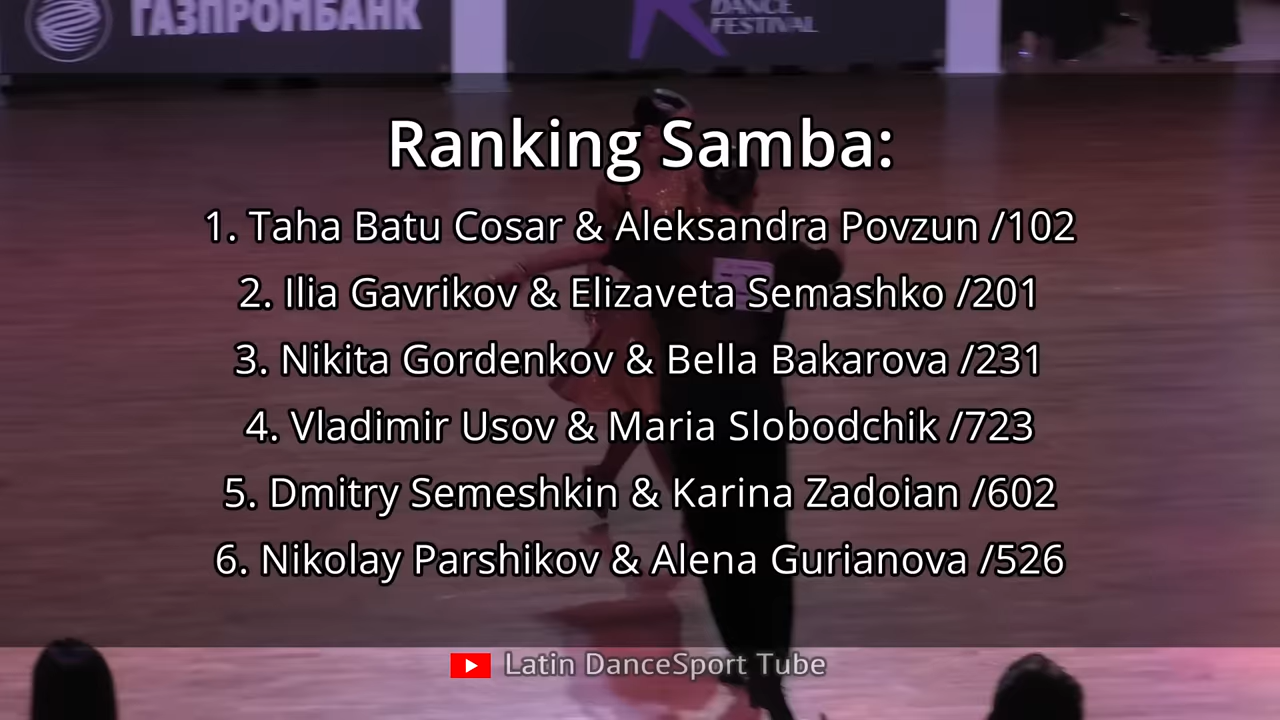 ГАЗПРОМБАНК
DANCE
FESTIVAL
Ranking Samba:
1. Taha Batu Cosar & Aleksandra Povzun /102
2. Ilia Gavrikov & Elizaveta Semashko /201
3. Nikita Gordenkov & Bella Bakarova /231
4. Vladimir Usov & Maria Slobodchik /723
5. Dmitry Semeshkin & Karina Zadoian /602
6. Nikolay Parshikov & Alena Gurianova /526
Latin DanceSport Tube